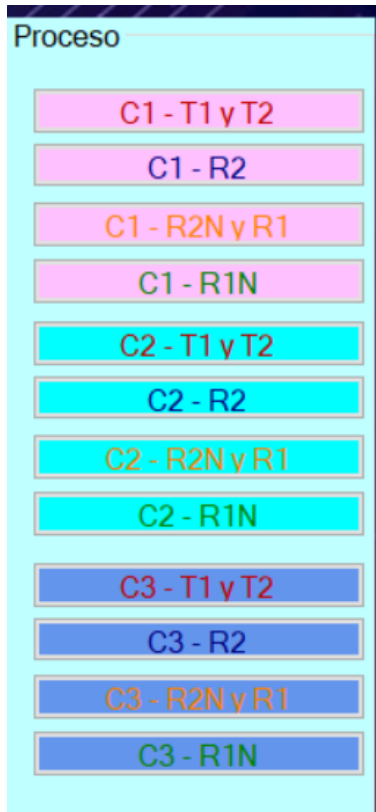 Proceso
C1 - T1 y T2
C1 - R2
C1 - R2N y R1
C1 - R1N
C2 - T1 y T2
C2 - R2
C2 - R2N y R1
C2 - R1N
C3 - T1 y T2
C3 - R2
C3 - R2N y R1
C3 - R1N